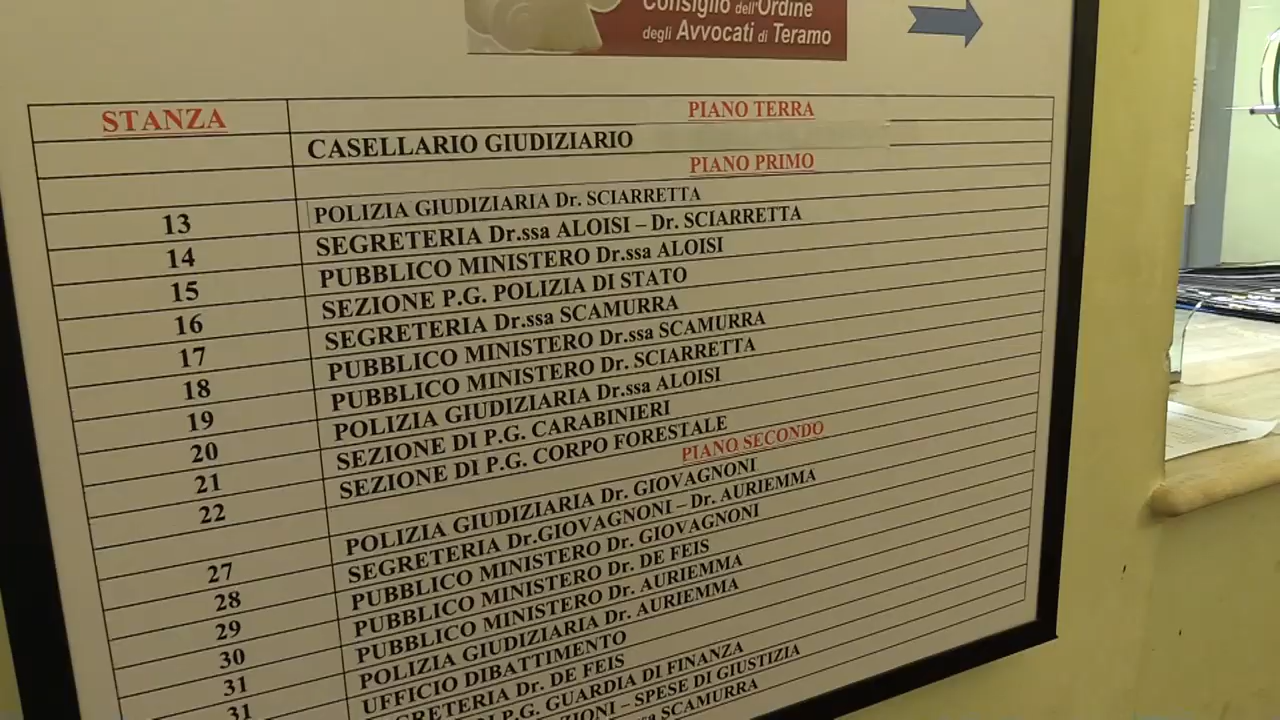 Consiglio dell'Ordine
degli Avvocati di Teramo
STANZA PIANO TERRA
CASELLARIO GIUDIZIARIO
PIANO PRIMO
13 POLIZIA GIUDIZIARIA Dr. SCIARRETTA
14 SEGRETERIA Dr.ssa ALOISI – Dr. SCIARRETTA
15 PUBBLICO MINISTERO Dr.ssa ALOISI
16 SEZIONE P.G. POLIZIA DI STATO
17 SEGRETERIA Dr.ssa SCAMURRA
18 PUBBLICO MINISTERO Dr.ssa SCAMURRA
19 PUBBLICO MINISTERO Dr. SCIARRETTA
20 POLIZIA GIUDIZIARIA Dr.ssa ALOISI
21 SEZIONE DI P.G. CARABINIERI
22 SEZIONE DI P.G. CORPO FORESTALE
PIANO SECONDO
27 POLIZIA GIUDIZIARIA Dr. GIOVAGNONI
28 SEGRETERIA Dr.GIOVAGNONI – Dr. AURIEMMA
29 PUBBLICO MINISTERO Dr. GIOVAGNONI
30 PUBBLICO MINISTERO Dr. DE FEIS
31 PUBBLICO MINISTERO Dr. AURIEMMA
31 POLIZIA GIUDIZIARIA Dr. AURIEMMA
UFFICIO DIBATTIMENTO
Dr. DE FEIS
P.G. GUARDIA DI FINANZA
– SPESE DI GIUSTIZIA
SCAMURRA